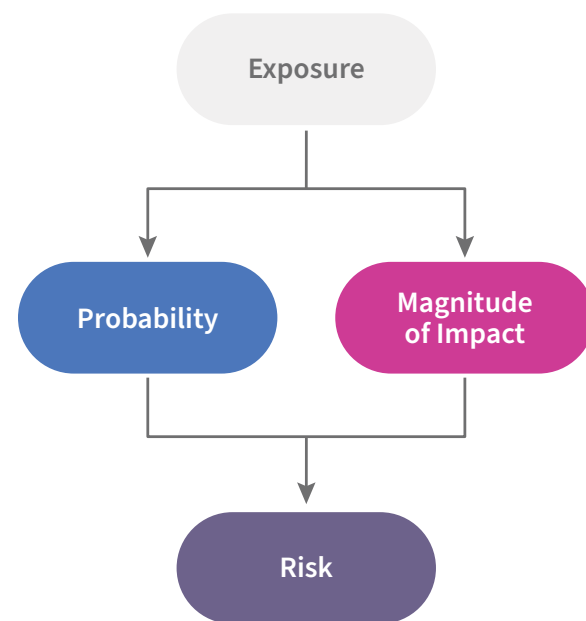 Exposure
Probability
Magnitude
of Impact
Risk